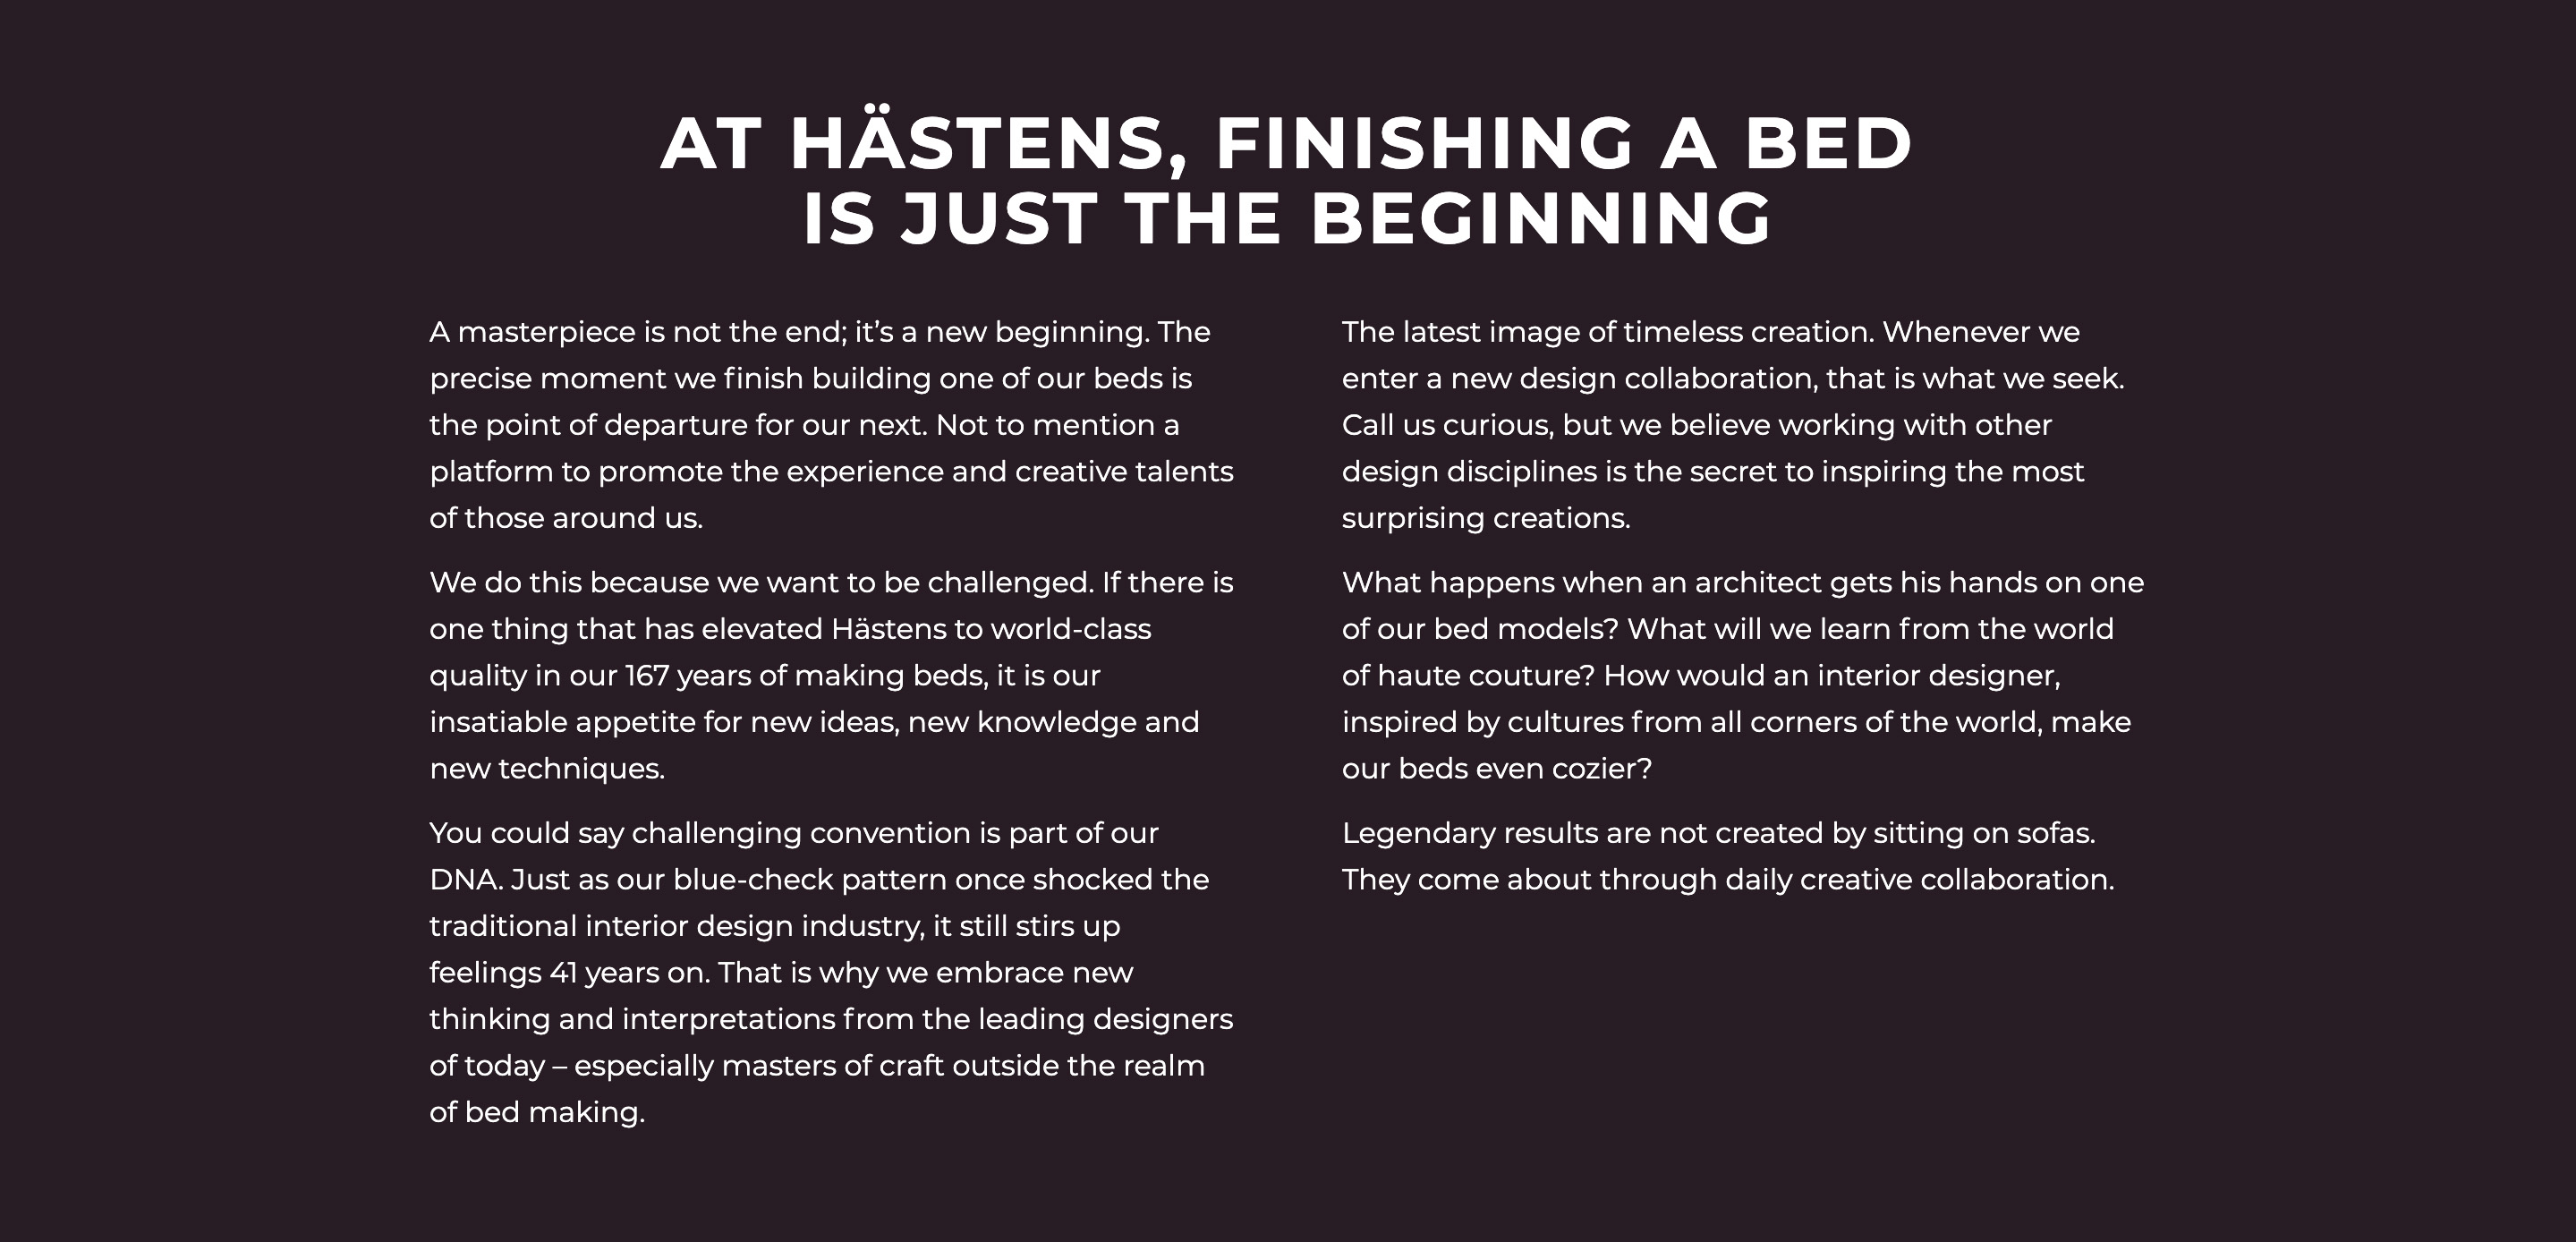 AT HÄSTENS, FINISHING A BED
IS JUST THE BEGINNING
A masterpiece is not the end; it’s a new beginning. The
precise moment we finish building one of our beds is
the point of departure for our next. Not to mention a
platform to promote the experience and creative talents
of those around us.
We do this because we want to be challenged. If there is
one thing that has elevated Hästens to world-class
quality in our 167 years of making beds, it is our
insatiable appetite for new ideas, new knowledge and
new techniques.
You could say challenging convention is part of our
DNA. Just as our blue-check pattern once shocked the
traditional interior design industry, it still stirs up
feelings 41 years on. That is why we embrace new
thinking and interpretations from the leading designers
of today – especially masters of craft outside the realm
of bed making.
The latest image of timeless creation. Whenever we
enter a new design collaboration, that is what we seek.
Call us curious, but we believe working with other
design disciplines is the secret to inspiring the most
surprising creations.
What happens when an architect gets his hands on one
of our bed models? What will we learn from the world
of haute couture? How would an interior designer,
inspired by cultures from all corners of the world, make
our beds even cozier?
Legendary results are not created by sitting on sofas.
They come about through daily creative collaboration.